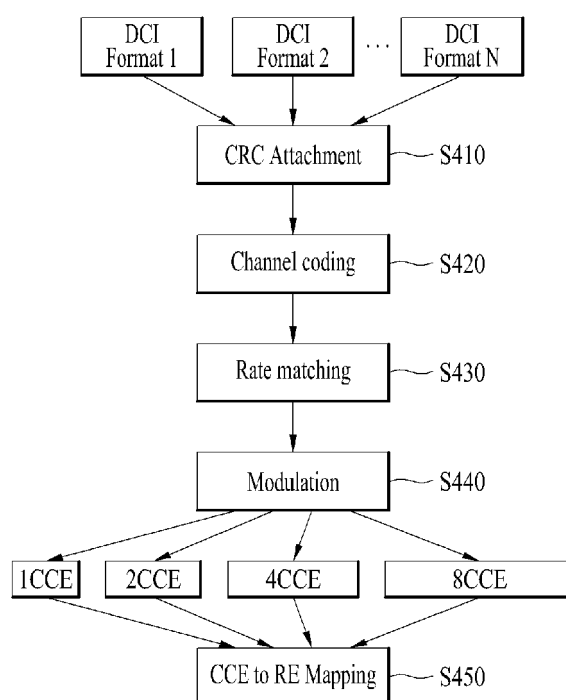 DCI
Format 1
DCI
Format 2
...
DCI
Format N
CRC Attachment
S410
Channel coding
S420
Rate matching
S430
Modulation
S440
1CCE
2CCE
4CCE
8CCE
CCE to RE Mapping
S450